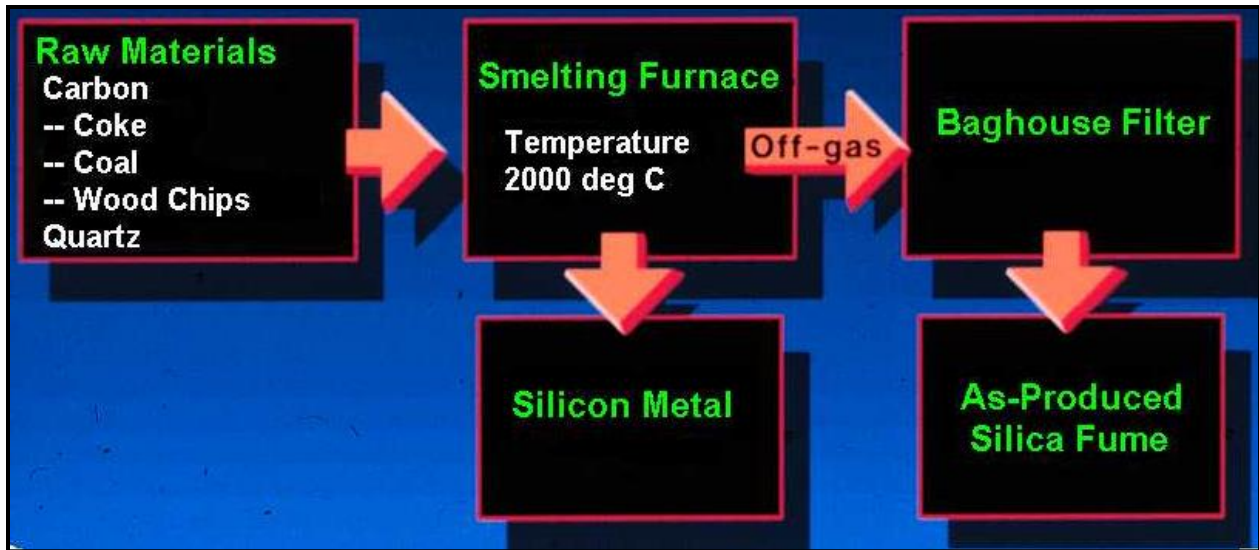 Raw Materials
Carbon
-- Coke
-- Coal
-- Wood Chips
Quartz
Smelting Furnace
Temperature
2000 deg C
Off-gas
Baghouse Filter
Silicon Metal
As-Produced
Silica Fume